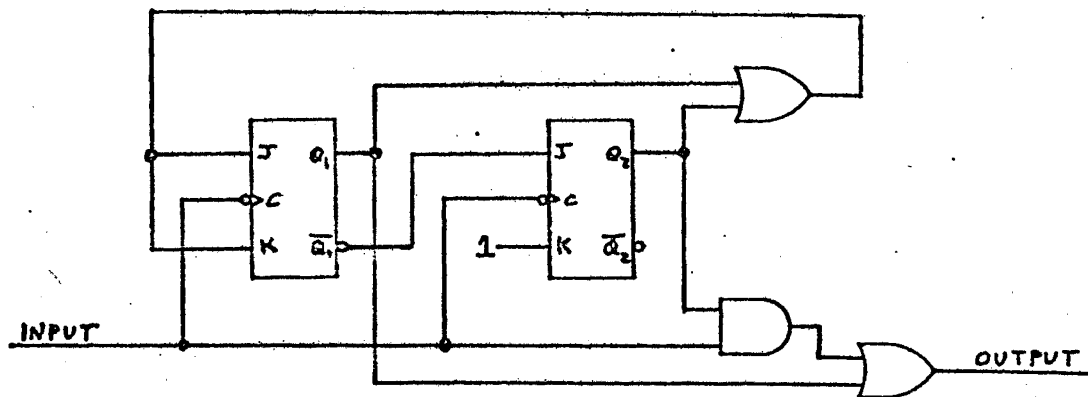 J Q₁ J Q₂
C C
K Q̅₁ 1 K Q̅₂
INPUT
OUTPUT